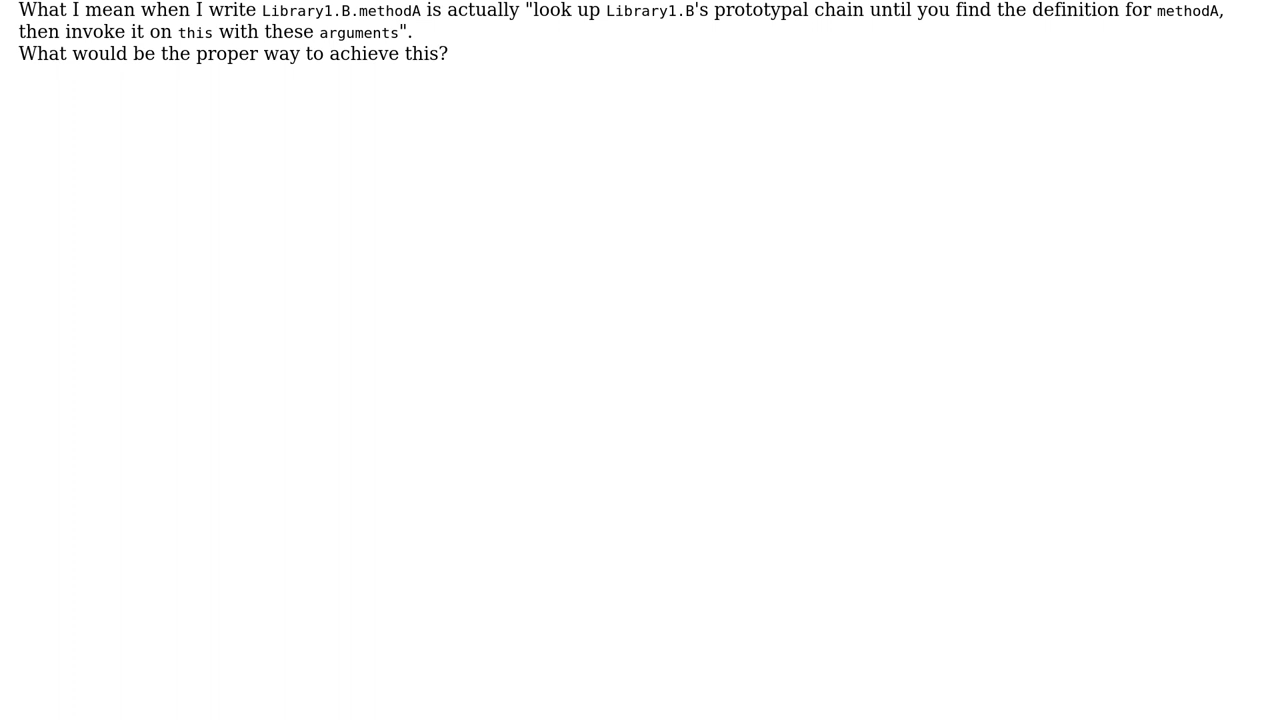 What I mean when I write Library1.B.methodA is actually "look up Library1.B's prototypal chain until you find the definition for methodA,
then invoke it on this with these arguments".
What would be the proper way to achieve this?